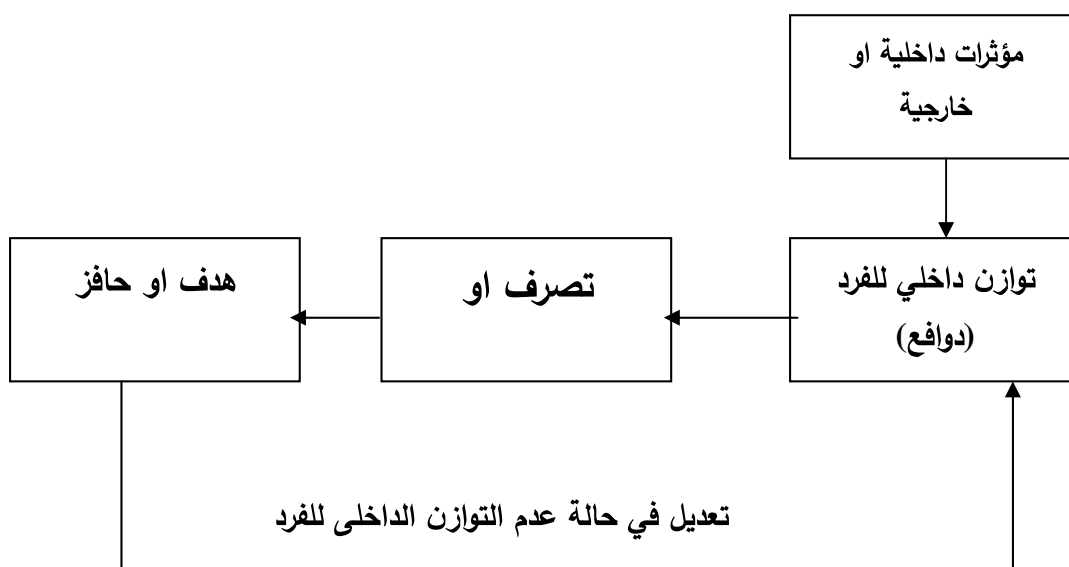 مؤثرات داخلية او
خارجية
توازن داخلي للفرد
(دوافع)
تصرف او
هدف او حافز
تعديل في حالة عدم التوازن الداخلى للفرد